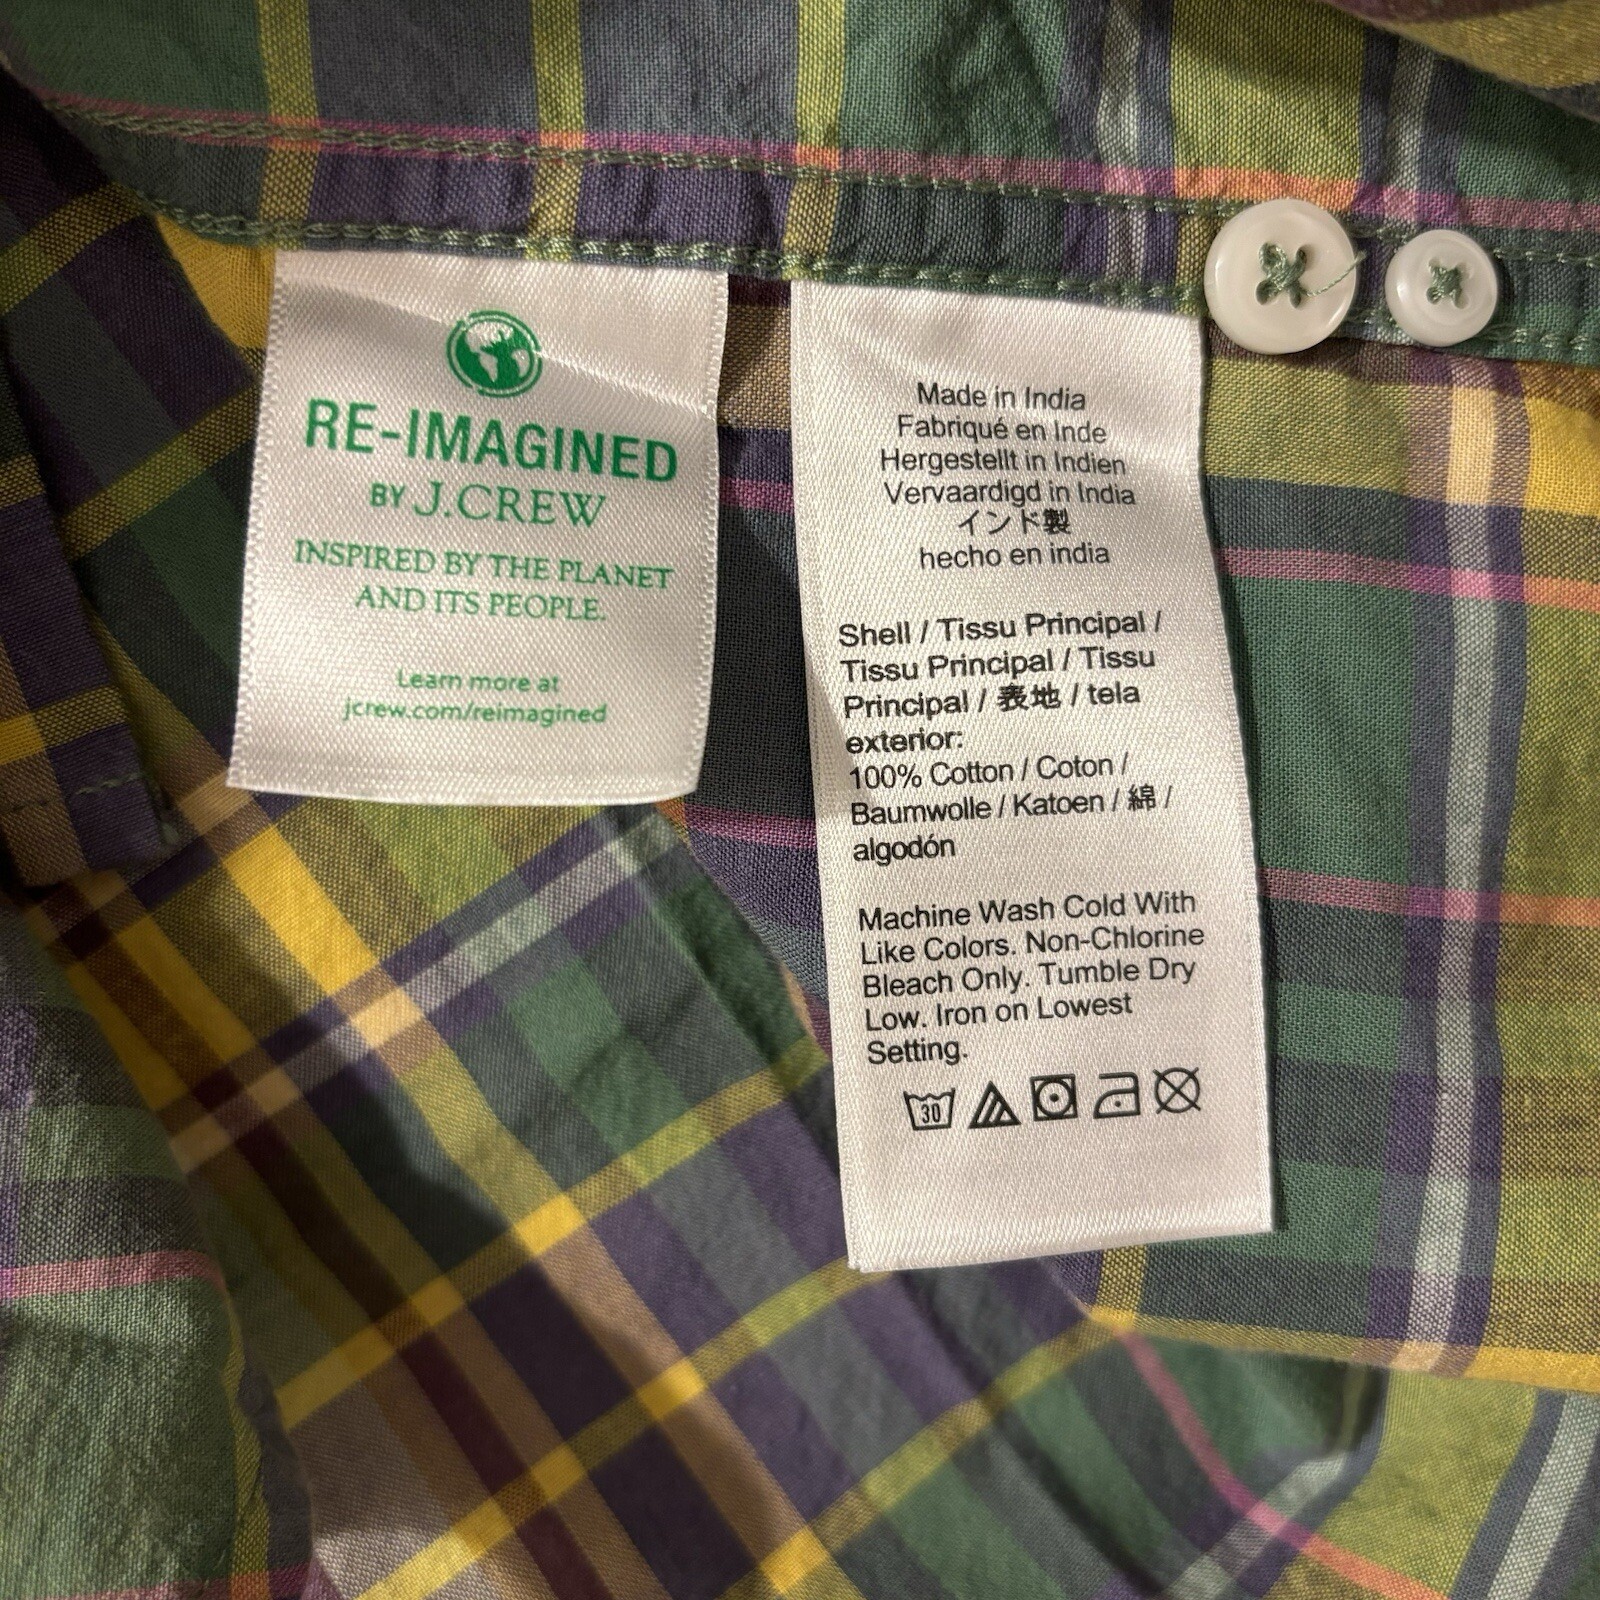 RE-IMAGINED
BY J.CREW
INSPIRED BY THE PLANET
AND ITS PEOPLE.
Learn more at
jcrew.com/reimagined
Made in India
Fabriqué en Inde
Hergestellt in Indien
Vervaardigd in India
インド製
hecho en india
Shell / Tissu Principal /
Tissu Principal / Tissu
Principal / 表地 / tela
exterior:
100% Cotton / Coton /
Baumwolle / Katoen / 綿 /
algodón
Machine Wash Cold With
Like Colors. Non-Chlorine
Bleach Only. Tumble Dry
Low. Iron on Lowest
Setting.
30